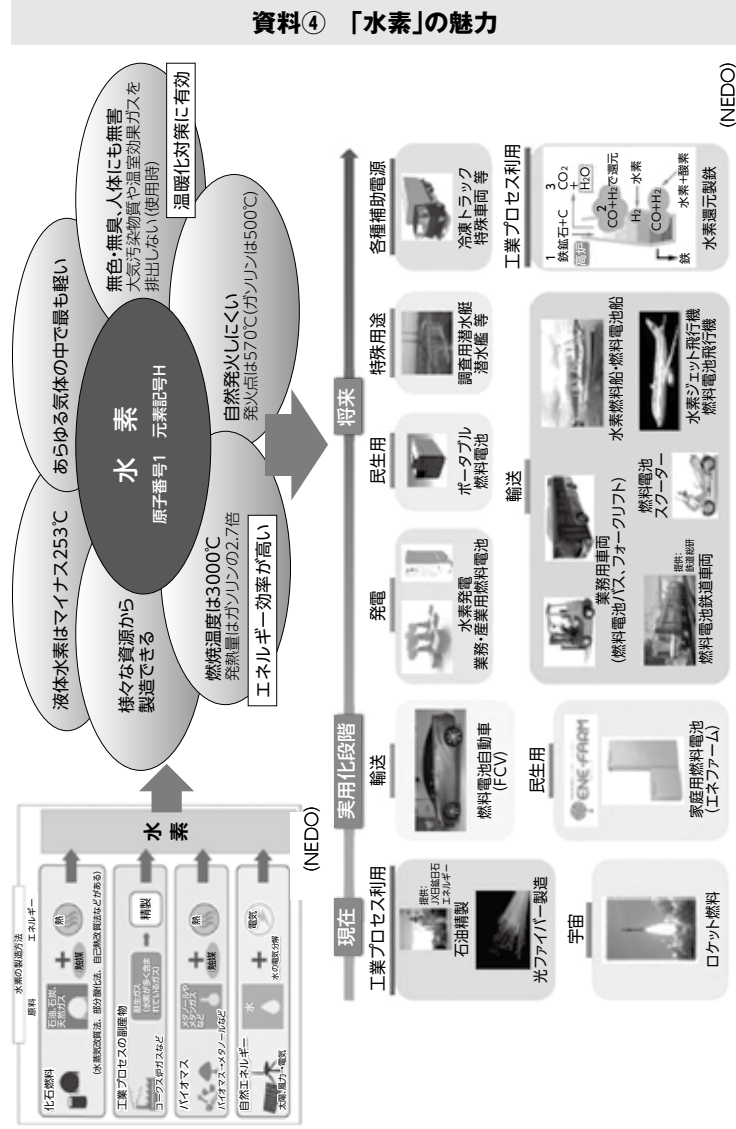 資料④ 「水素」の魅力
水素の製造方法
原料
エネルギー
化石燃料
石油、石炭、
天然ガス
+
触媒
熱
(水蒸気改質法、部分酸化法、自己熱改質法などがある)
工業プロセスの副産物
コークス炉ガスなど
副生ガス
(水素が多く含ま
れているガス)
精製
バイオマス
バイオマス→メタノールなど
メタノールや
メタンガス
など
+
触媒
熱
自然エネルギー
太陽、風力→電気
水
+
電気
水の電気分解
水素
(NEDO)
液体水素はマイナス253℃
あらゆる気体の中で最も軽い
様々な資源から
製造できる
水 素
原子番号1 元素記号H
無色・無臭、人体にも無害
大気汚染物質や温室効果ガスを
排出しない(使用時)
温暖化対策に有効
燃焼温度は3000℃
発熱量はガソリンの2.7倍
エネルギー効率が高い
自然発火しにくい
発火点は570℃(ガソリンは500℃)
現在
実用化段階
将来
工業プロセス利用
提供:
JX日鉱日石
エネルギー
石油精製
光ファイバー製造
宇宙
ロケット燃料
輸送
燃料電池自動車
(FCV)
民生用
ENE・FARM
家庭用燃料電池
(エネファーム)
発電
水素発電
業務・産業用燃料電池
民生用
ポータブル
燃料電池
特殊用途
調査用潜水艇
潜水艦 等
各種補助電源
冷凍トラック
特殊車両 等
輸送
業務用車両
(燃料電池バス、フォークリフト)
提供:
鉄道総研
燃料電池鉄道車両
燃料電池
スクーター
水素燃料船・燃料電池船
水素ジェット飛行機
燃料電池飛行機
工業プロセス利用
1
鉄鉱石+C
高炉
3
CO₂
+
H₂O
2
CO+H₂で還元
H₂
水素
CO+H₂
鉄
水素+酸素
水素還元製鉄
(NEDO)